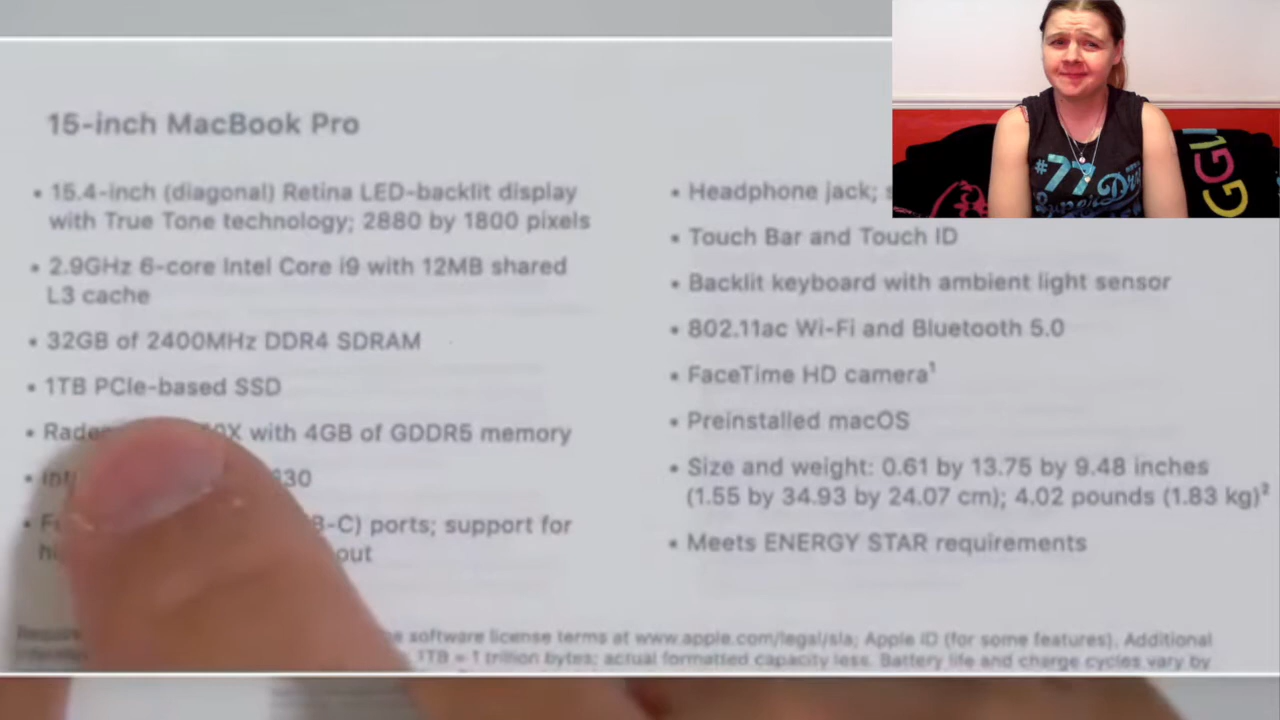 15-inch MacBook Pro
• 15.4-inch (diagonal) Retina LED-backlit display
with True Tone technology; 2880 by 1800 pixels
• 2.9GHz 6-core Intel Core i9 with 12MB shared
L3 cache
• 32GB of 2400MHz DDR4 SDRAM
• 1TB PCIe-based SSD
• with 4GB of GDDR5 memory
•
• ports; support for
• Headphone jack;
• Touch Bar and Touch ID
• Backlit keyboard with ambient light sensor
• 802.11ac Wi-Fi and Bluetooth 5.0
• FaceTime HD camera¹
• Preinstalled macOS
• Size and weight: 0.61 by 13.75 by 9.48 inches
(1.55 by 34.93 by 24.07 cm); 4.02 pounds (1.83 kg)²
• Meets ENERGY STAR requirements
software license terms at www.apple.com/legal/sla; Apple ID (for some features). Additional
1TB = 1 trillion bytes; actual formatted capacity less. Battery life and charge cycles vary by
#77
GGLI